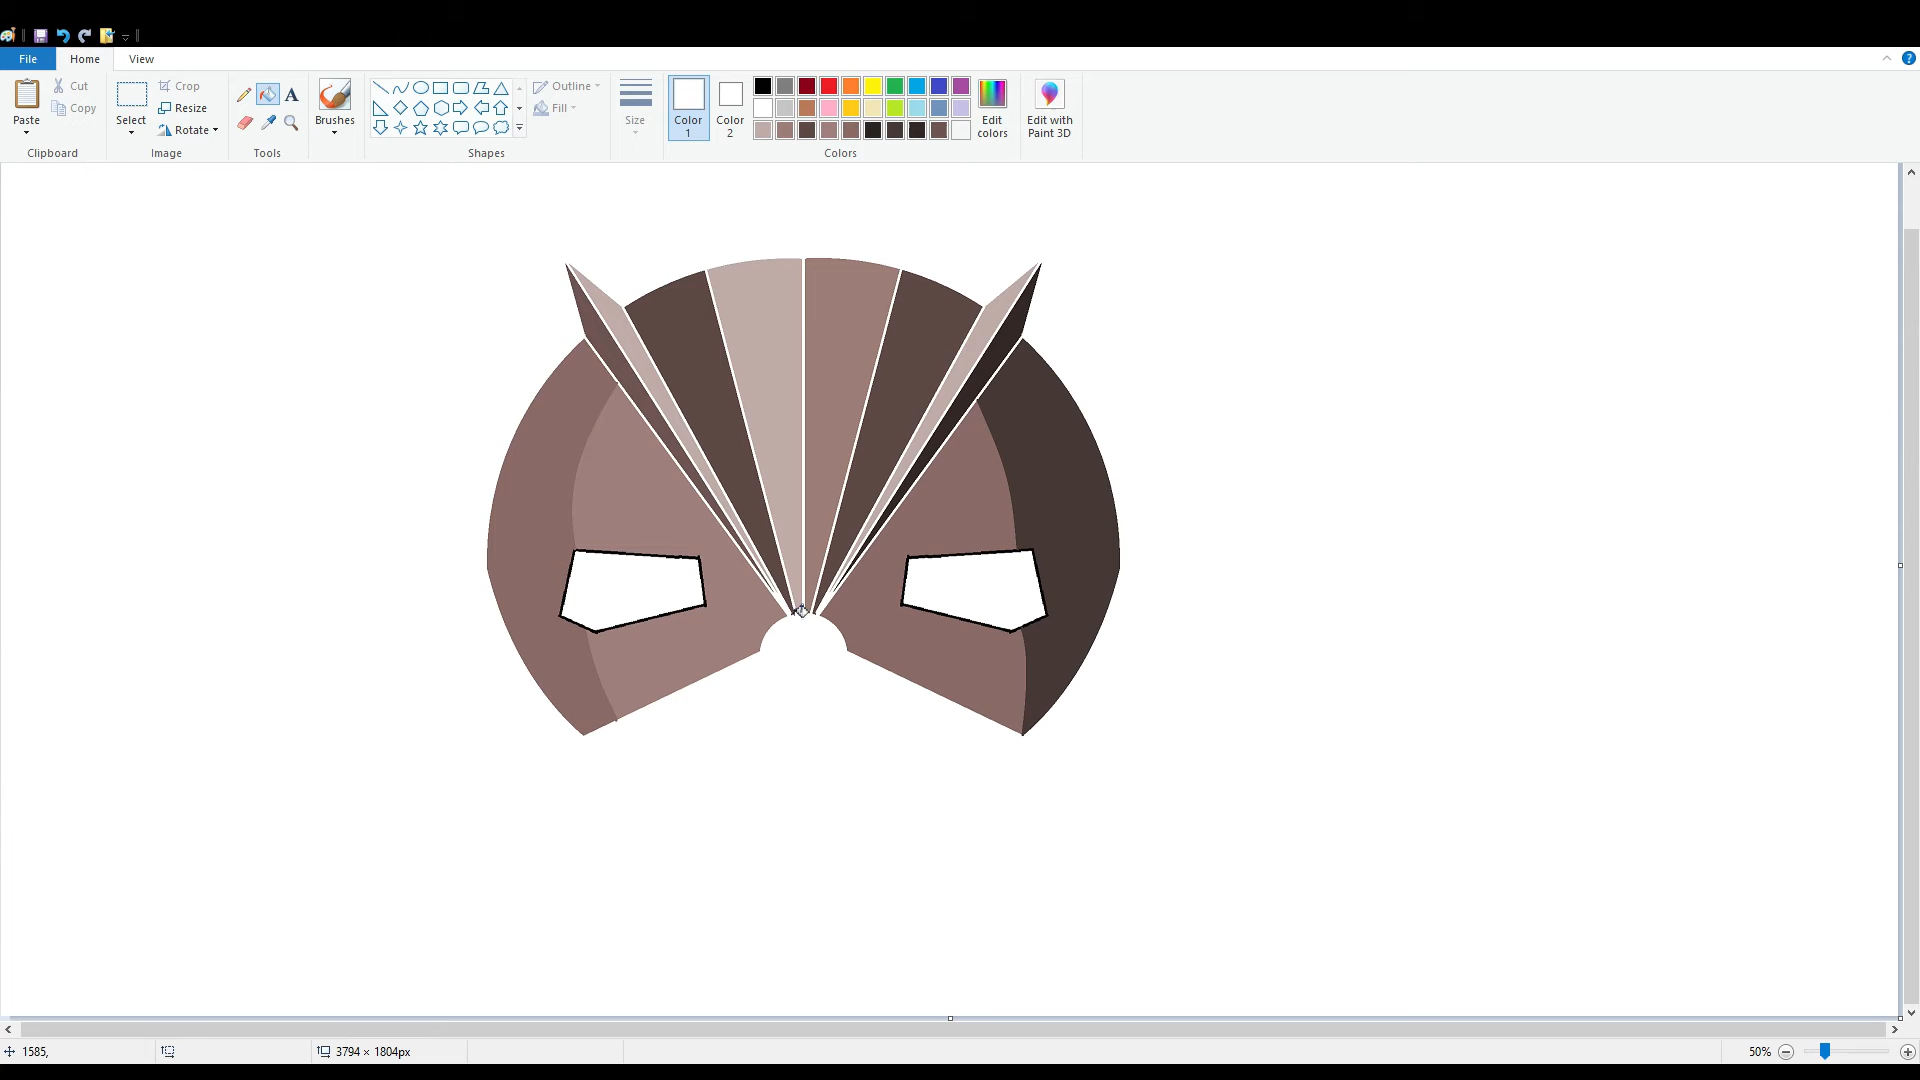 File Home View
Paste Cut Copy Clipboard
Select Crop Resize Rotate Image
A Tools
Brushes
Outline Fill Shapes
Size
Color 1
Color 2
Colors
Edit colors
Edit with Paint 3D
1585,
3794 × 1804px
50%